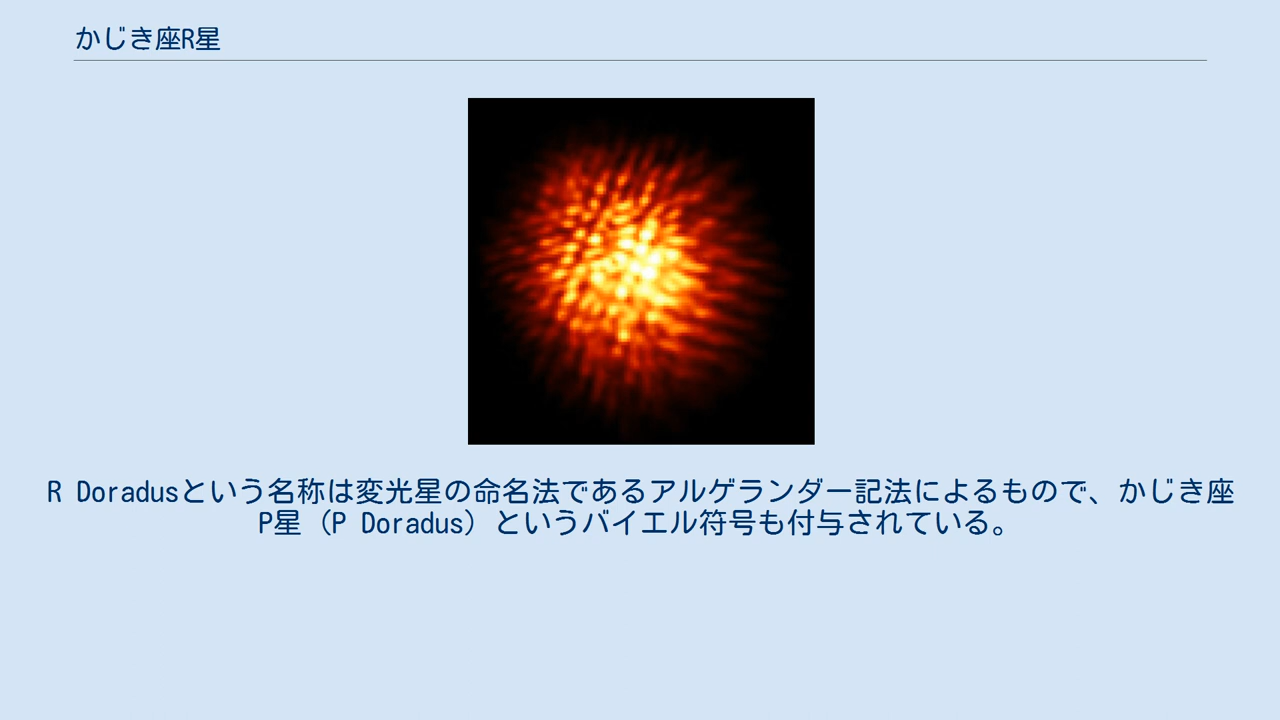 かじき座R星
R Doradusという名称は変光星の命名法であるアルゲランダー記法によるもので、かじき座
P星（P Doradus）というバイエル符号も付与されている。